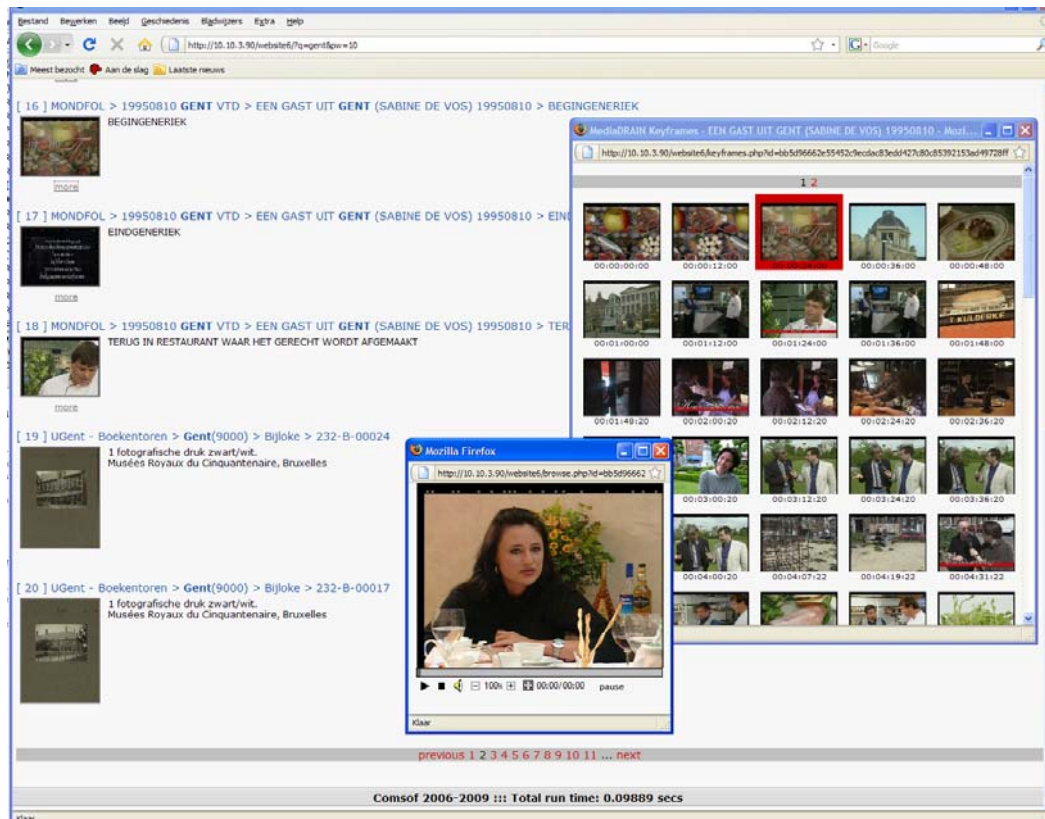 Bestand Bewerken Beeld Geschiedenis Bladwijzers Extra Help
http://10.10.3.90/website6/?q=gent&pw=10
Google
Meest bezocht Aan de slag Laatste nieuws
[ 16 ] MONDFOL > 19950810 GENT VTD > EEN GAST UIT GENT (SABINE DE VOS) 19950810 > BEGINGENERIEK
BEGINGENERIEK
more
[ 17 ] MONDFOL > 19950810 GENT VTD > EEN GAST UIT GENT (SABINE DE VOS) 19950810 >
EINDGENERIEK
more
[ 18 ] MONDFOL > 19950810 GENT VTD > EEN GAST UIT GENT (SABINE DE VOS) 19950810 > TER
TERUG IN RESTAURANT WAAR HET GERECHT WORDT AFGEMAAKT
more
[ 19 ] UGent - Boekentoren > Gent(9000) > Bijloke > 232-B-00024
1 fotografische druk zwart/wit.
Musées Royaux du Cinquantenaire, Bruxelles
[ 20 ] UGent - Boekentoren > Gent(9000) > Bijloke > 232-B-00017
1 fotografische druk zwart/wit.
Musées Royaux du Cinquantenaire, Bruxelles
MediaDRAIN Keyframes - EEN GAST UIT GENT (SABINE DE VOS) 19950810 - Mozi...
1 2
00:00:00:00 00:00:12:00 00:00:36:00 00:00:48:00
00:01:00:00 00:01:12:00 00:01:24:00 00:01:36:00 00:01:48:00
T KULDERKE
00:01:48:20 00:02:00:20 00:02:12:20 00:02:24:20 00:02:36:20
00:03:00:20 00:03:12:20 00:03:24:20 00:03:36:20
00:04:00:20 00:04:07:22 00:04:19:22 00:04:31:22
Mozilla Firefox
http://10.10.3.90/website6/browse.php?id=bb5d96662
100% 00:00/00:00 pause
Klaar
previous 1 2 3 4 5 6 7 8 9 10 11 ... next
Comsof 2006-2009 ::: Total run time: 0.09889 secs
Klaar